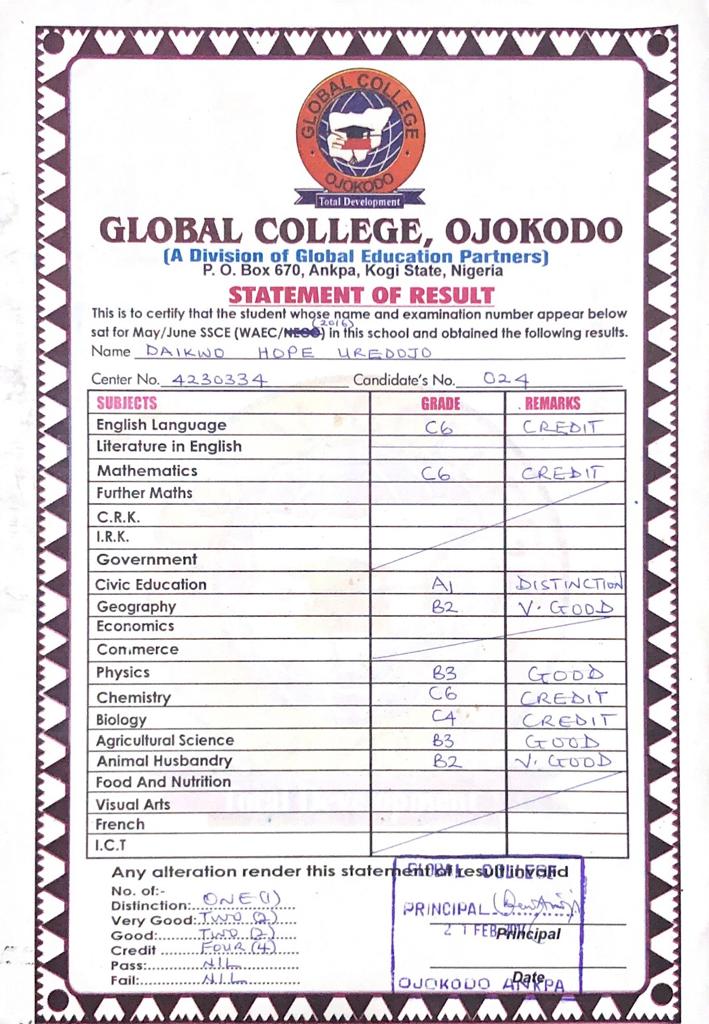 GLOBAL COLLEGE
OJOKODO
Total Development
GLOBAL COLLEGE, OJOKODO
(A Division of Global Education Partners)
P. O. Box 670, Ankpa, Kogi State, Nigeria
STATEMENT OF RESULT
This is to certify that the student whose name and examination number appear below
sat for May/June SSCE (WAEC/NECO) (2016) in this school and obtained the following results.
Name DAIKWO HOPE UREDOJO
Center No. 4230334 Candidate's No. 024
SUBJECTS GRADE REMARKS
English Language C6 CREDIT
Literature in English
Mathematics C6 CREDIT
Further Maths
C.R.K.
I.R.K.
Government
Civic Education A1 DISTINCTION
Geography B2 V. GOOD
Economics
Commerce
Physics B3 GOOD
Chemistry C6 CREDIT
Biology C4 CREDIT
Agricultural Science B3 GOOD
Animal Husbandry B2 V. GOOD
Food And Nutrition
Visual Arts
French
I.C.T
Any alteration render this statement of result invalid
GLOBAL COLLEGE
No. of:-
Distinction: ONE (1)
Very Good: TWO (2)
PRINCIPAL
Good: TWO (2)
21 FEB
Principal
Credit FOUR (4)
Pass: NIL
Fail: NIL
Date
OJOKODO ANKPA